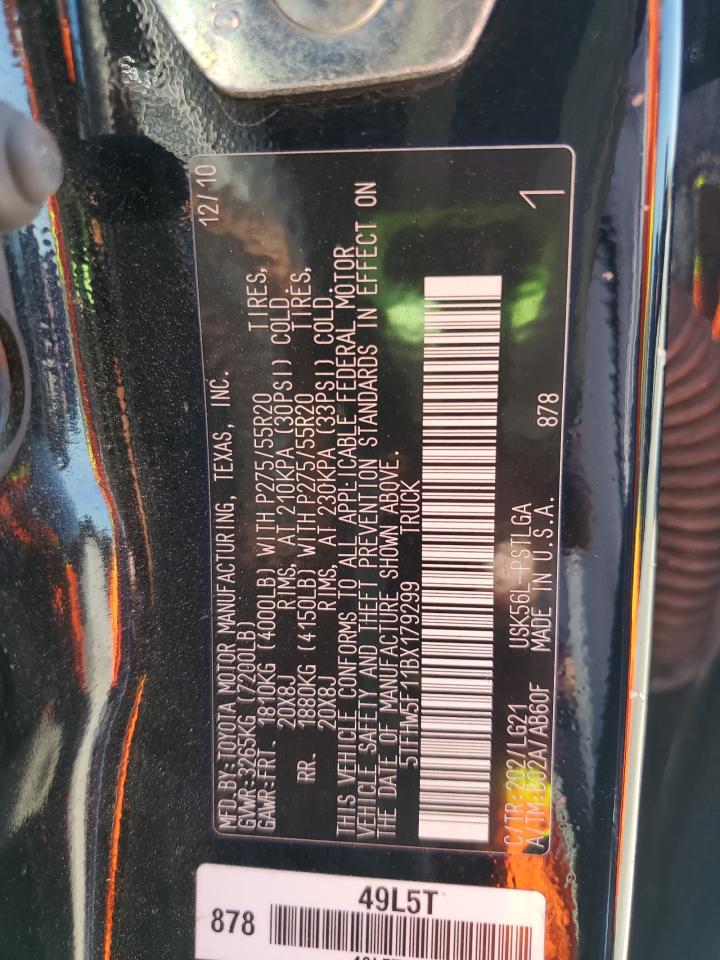 12/10
MFD.BY:TOYOTA MOTOR MANUFACTURING, TEXAS, INC.
GVWR:3265KG(7200LB)
GAWR:FRT. 1810KG (4000LB) WITH P275/55R20 TIRES,
20X8J RIMS, AT 210KPA (30PSI) COLD.
RR 1880KG (4150LB) WITH P275/55R20 TIRES,
20X8J RIMS, AT 230KPA (33PSI) COLD.
THIS VEHICLE CONFORMS TO ALL APPLICABLE FEDERAL MOTOR
VEHICLE SAFETY AND THEFT PREVENTION STANDARDS IN EFFECT ON
THE DATE OF MANUFACTURE SHOWN ABOVE.
5TFHW5F11BX179299 TRUCK
C/TR:202/LG21 USK56L-PSTLGA 878 1
A/TM:B02A/AB60F MADE IN U.S.A.
49L5T
878